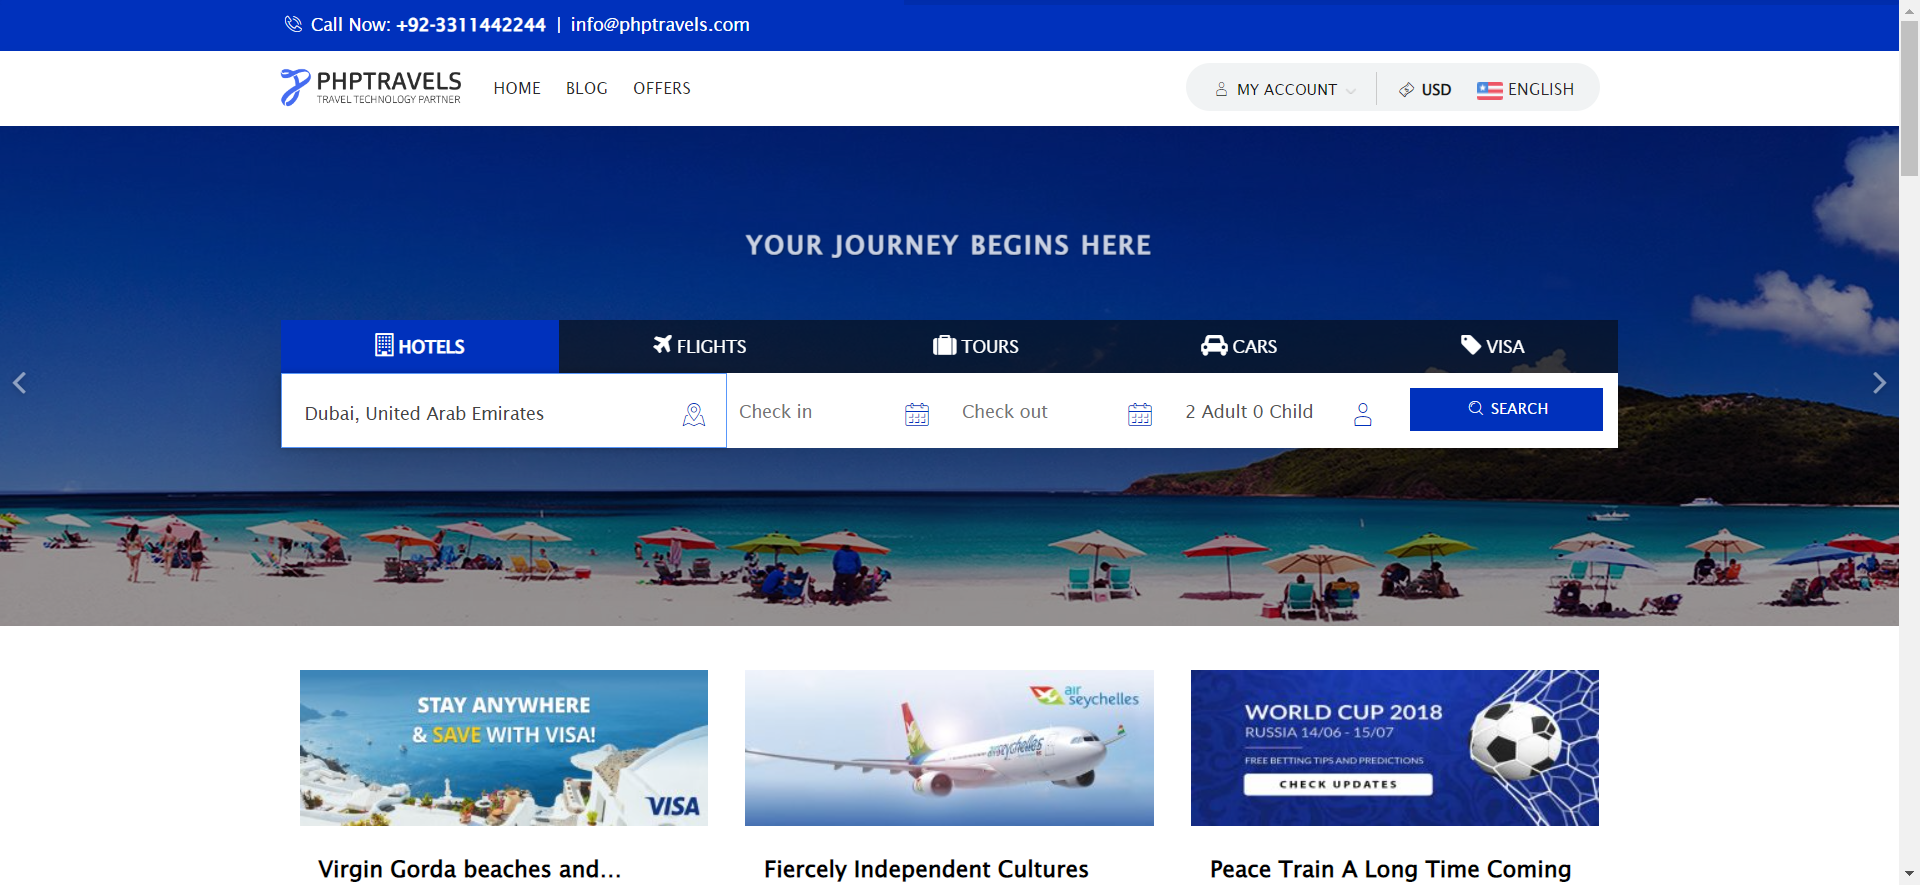 Call Now: +92-3311442244 | info@phptravels.com
PHPTRAVELS
TRAVEL TECHNOLOGY PARTNER
HOME BLOG OFFERS
MY ACCOUNT USD ENGLISH
YOUR JOURNEY BEGINS HERE
HOTELS FLIGHTS TOURS CARS VISA
Dubai, United Arab Emirates Check in Check out 2 Adult 0 Child SEARCH
STAY ANYWHERE
& SAVE WITH VISA!
VISA
air
seychelles
air seychelles
WORLD CUP 2018
RUSSIA 14/06 - 15/07
FREE BETTING TIPS AND PREDICTIONS
CHECK UPDATES
Virgin Gorda beaches and...
Fiercely Independent Cultures
Peace Train A Long Time Coming